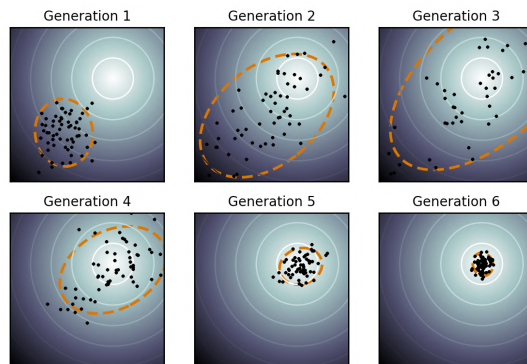 Generation 1
Generation 2
Generation 3
Generation 4
Generation 5
Generation 6